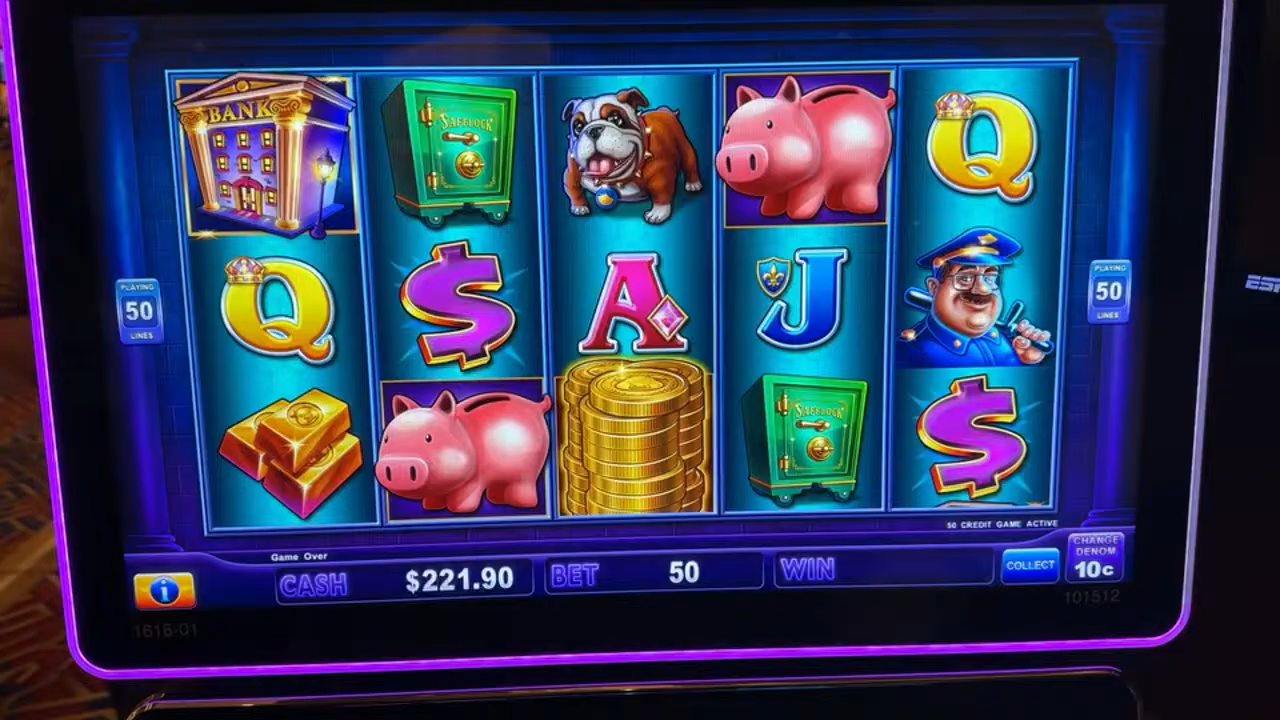 BANK
SAFELOCK
Q
Q
$
A
J
PLAYING
50
LINES
PLAYING
50
LINES
SAFELOCK
$
50 CREDIT GAME ACTIVE
Game Over
CASH $221.90 BET 50 WIN COLLECT
CHANGE
DENOM
10¢
i
1616-01
101512